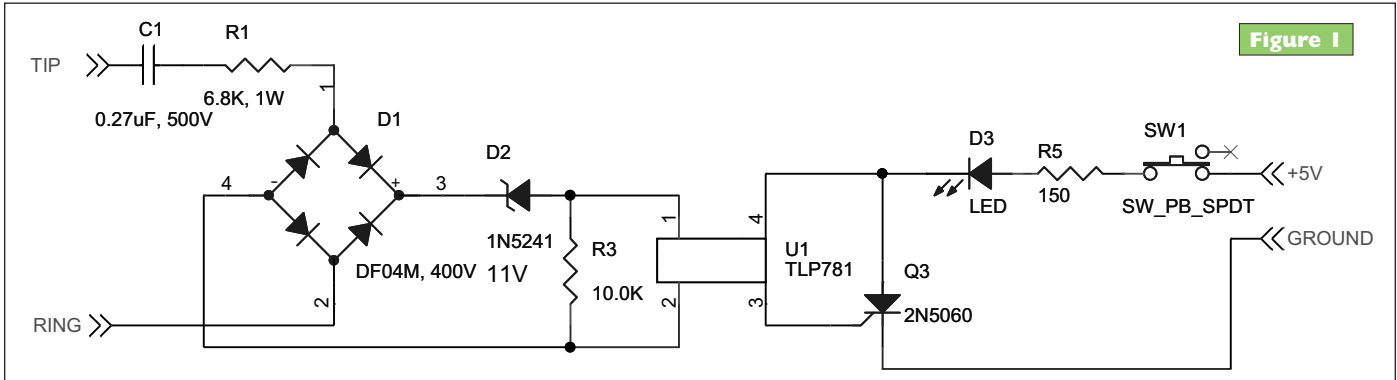 Figure 1
C1
R1
TIP
6.8K, 1W
0.27uF, 500V
1
D1
D2
4
-
+
3
1N5241
11V
DF04M, 400V
2
RING
R3
10.0K
1
2
4
3
U1
TLP781
D3
LED
R5
150
SW1
SW_PB_SPDT
+5V
GROUND
Q3
2N5060